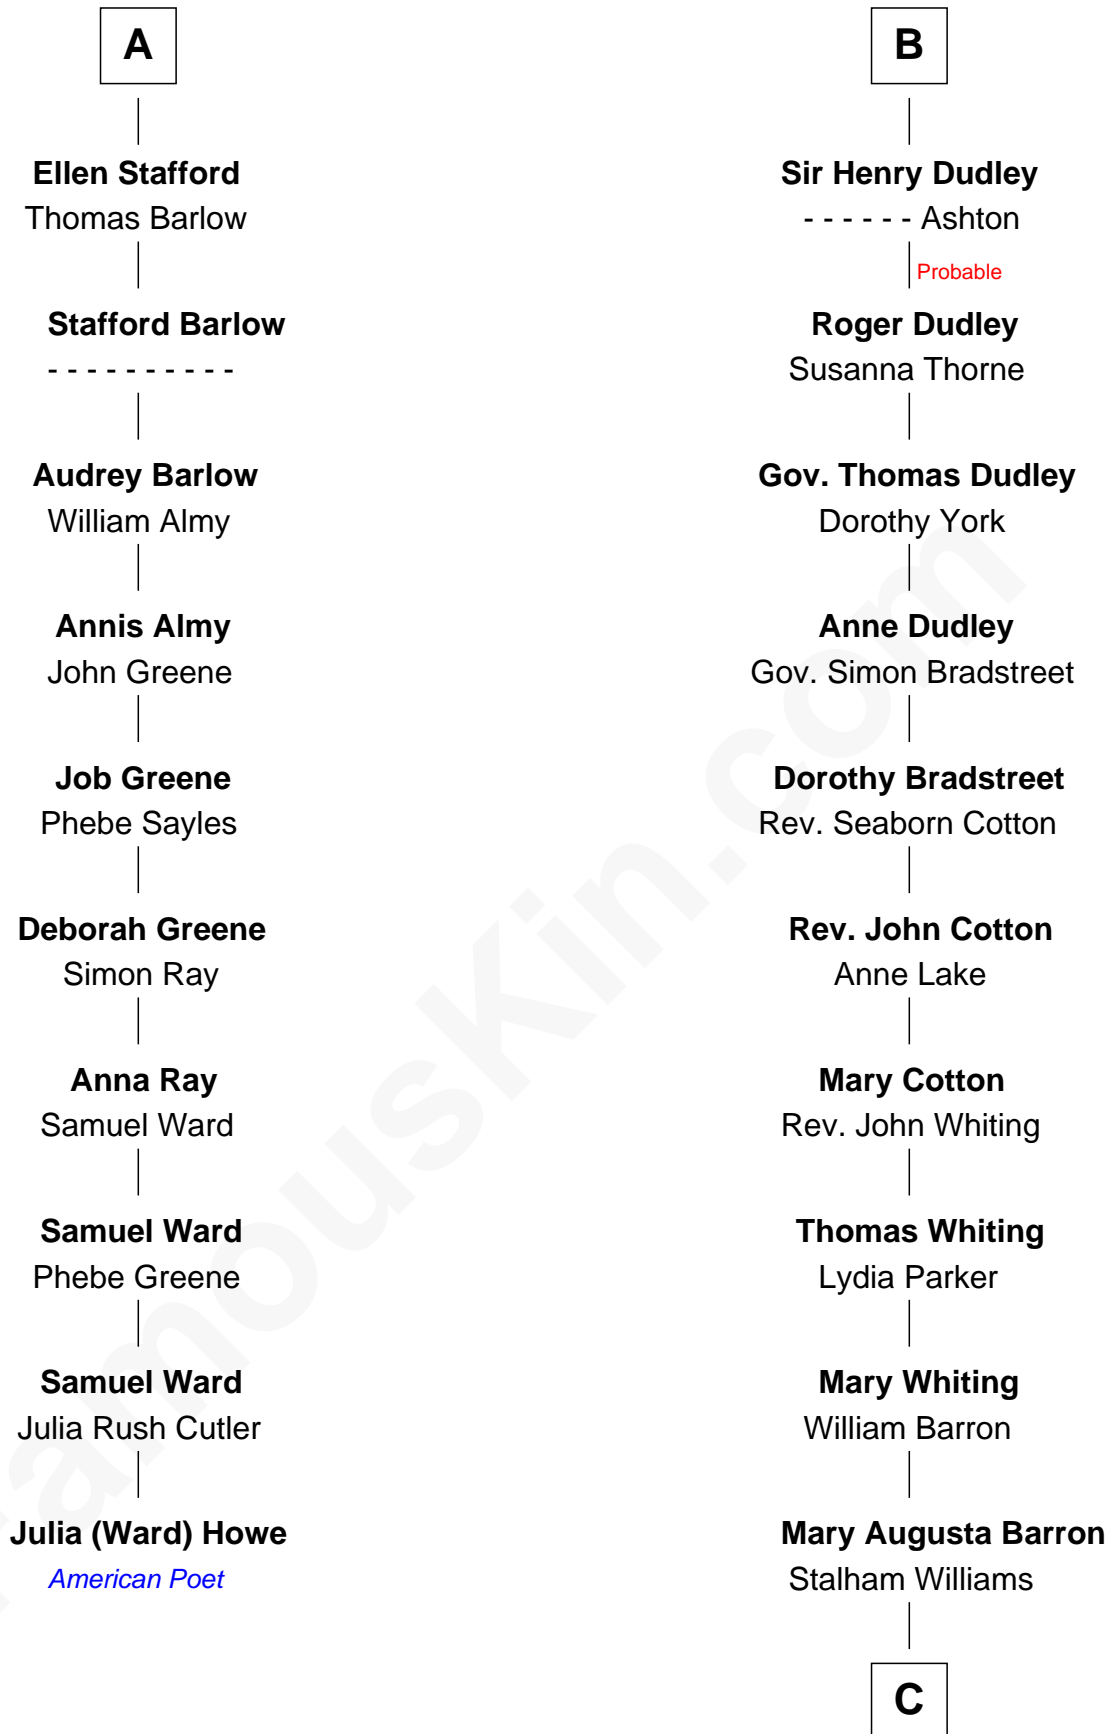 A
Ellen Stafford
Thomas Barlow
Stafford Barlow
- - - - - - - - - -
Audrey Barlow
William Almy
Annis Almy
John Greene
Job Greene
Phebe Sayles
Deborah Greene
Simon Ray
Anna Ray
Samuel Ward
Samuel Ward
Phebe Greene
Samuel Ward
Julia Rush Cutler
Julia (Ward) Howe
American Poet
B
Sir Henry Dudley
- - - - - - Ashton
Probable
Roger Dudley
Susanna Thorne
Gov. Thomas Dudley
Dorothy York
Anne Dudley
Gov. Simon Bradstreet
Dorothy Bradstreet
Rev. Seaborn Cotton
Rev. John Cotton
Anne Lake
Mary Cotton
Rev. John Whiting
Thomas Whiting
Lydia Parker
Mary Whiting
William Barron
Mary Augusta Barron
Stalham Williams
C
FamousKin.com